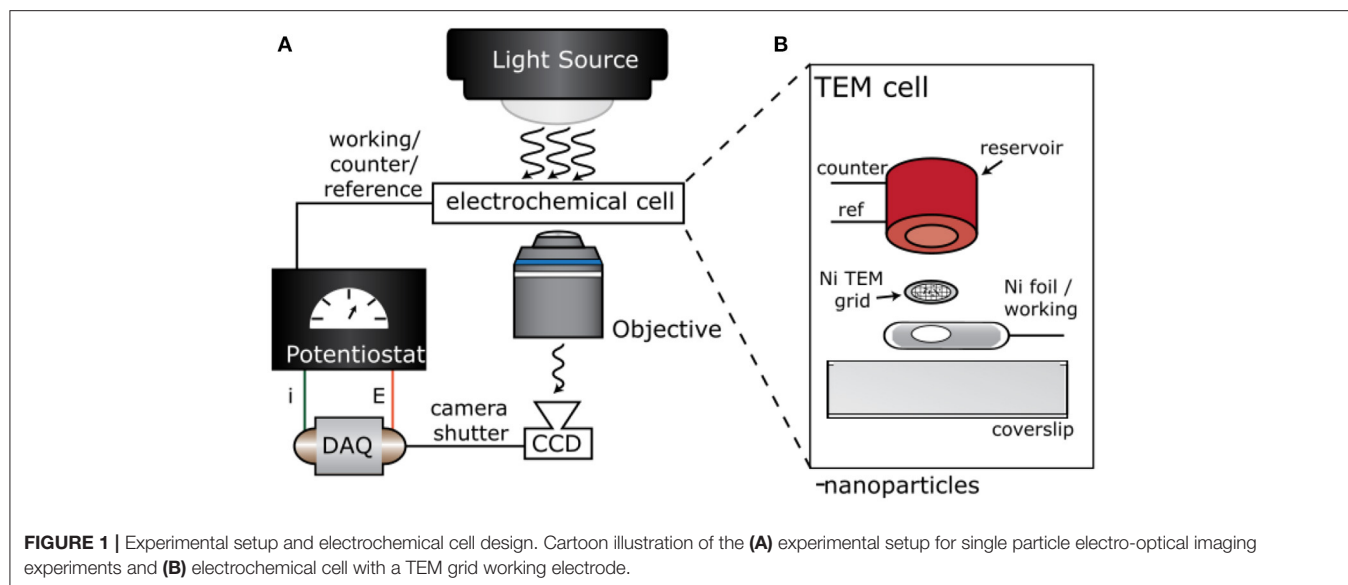 A
Light Source
working/
counter/
reference
electrochemical cell
Potentiostat
Objective
i
E
DAQ
camera
shutter
CCD
B
TEM cell
reservoir
counter
ref
Ni TEM
grid
Ni foil /
working
coverslip
-nanoparticles
FIGURE 1 | Experimental setup and electrochemical cell design. Cartoon illustration of the (A) experimental setup for single particle electro-optical imaging
experiments and (B) electrochemical cell with a TEM grid working electrode.